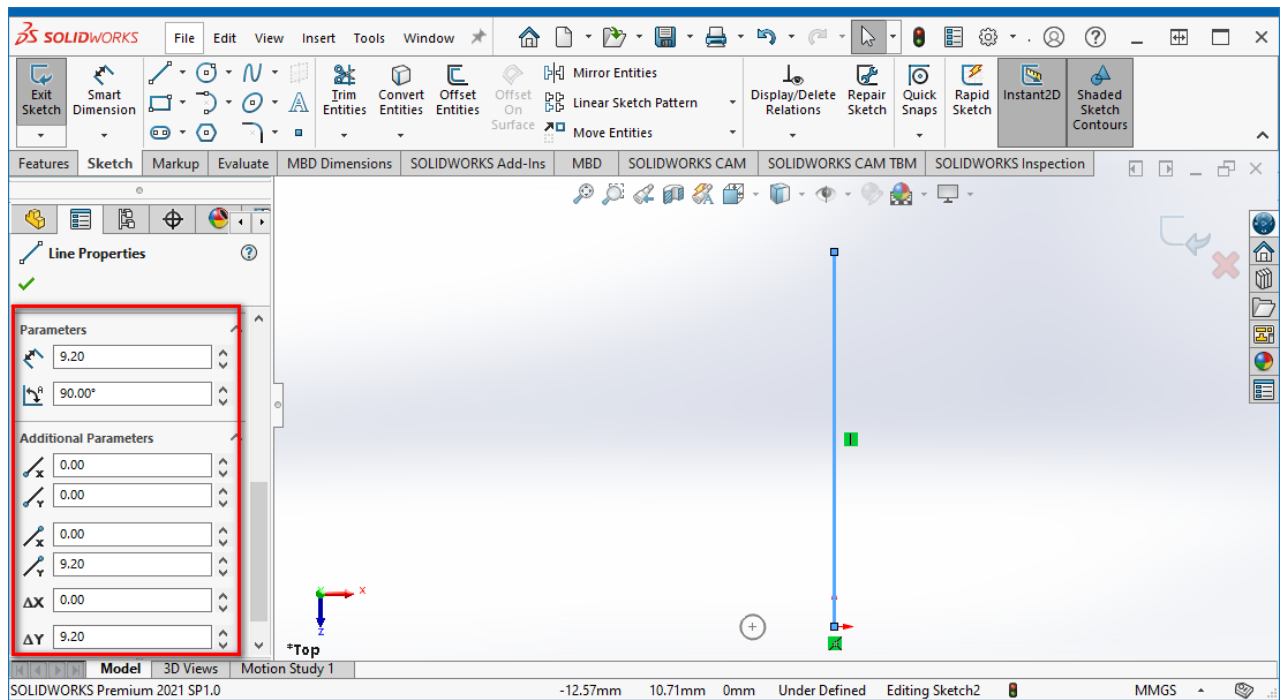 SOLIDWORKS File Edit View Insert Tools Window
Exit Sketch
Smart Dimension
Trim Entities
Convert Entities
Offset Entities
Offset On Surface
Mirror Entities
Linear Sketch Pattern
Move Entities
Display/Delete Relations
Repair Sketch
Quick Snaps
Rapid Sketch
Instant2D
Shaded Sketch Contours
Features Sketch Markup Evaluate MBD Dimensions SOLIDWORKS Add-Ins MBD SOLIDWORKS CAM SOLIDWORKS CAM TBM SOLIDWORKS Inspection
Line Properties
Parameters
9.20
90.00°
Additional Parameters
X 0.00
Y 0.00
X 0.00
Y 9.20
ΔX 0.00
ΔY 9.20
X
Z
*Top
Model 3D Views Motion Study 1
SOLIDWORKS Premium 2021 SP1.0 -12.57mm 10.71mm 0mm Under Defined Editing Sketch2 MMGS